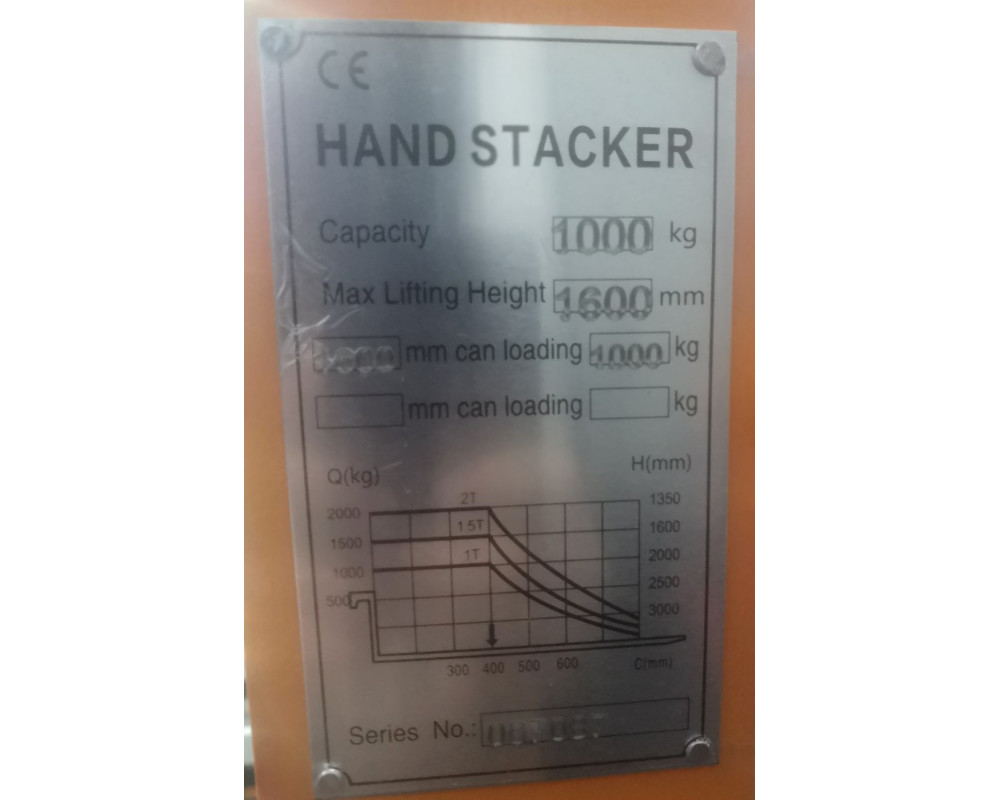 CE
HAND STACKER
Capacity 1000 kg
Max Lifting Height 1600 mm
1600 mm can loading 1000 kg
mm can loading kg
Q(kg) H(mm)
2T 1350
2000
1.5T 1600
1500
1T 2000
1000
2500
500
3000
300 400 500 600 C(mm)
Series No.: